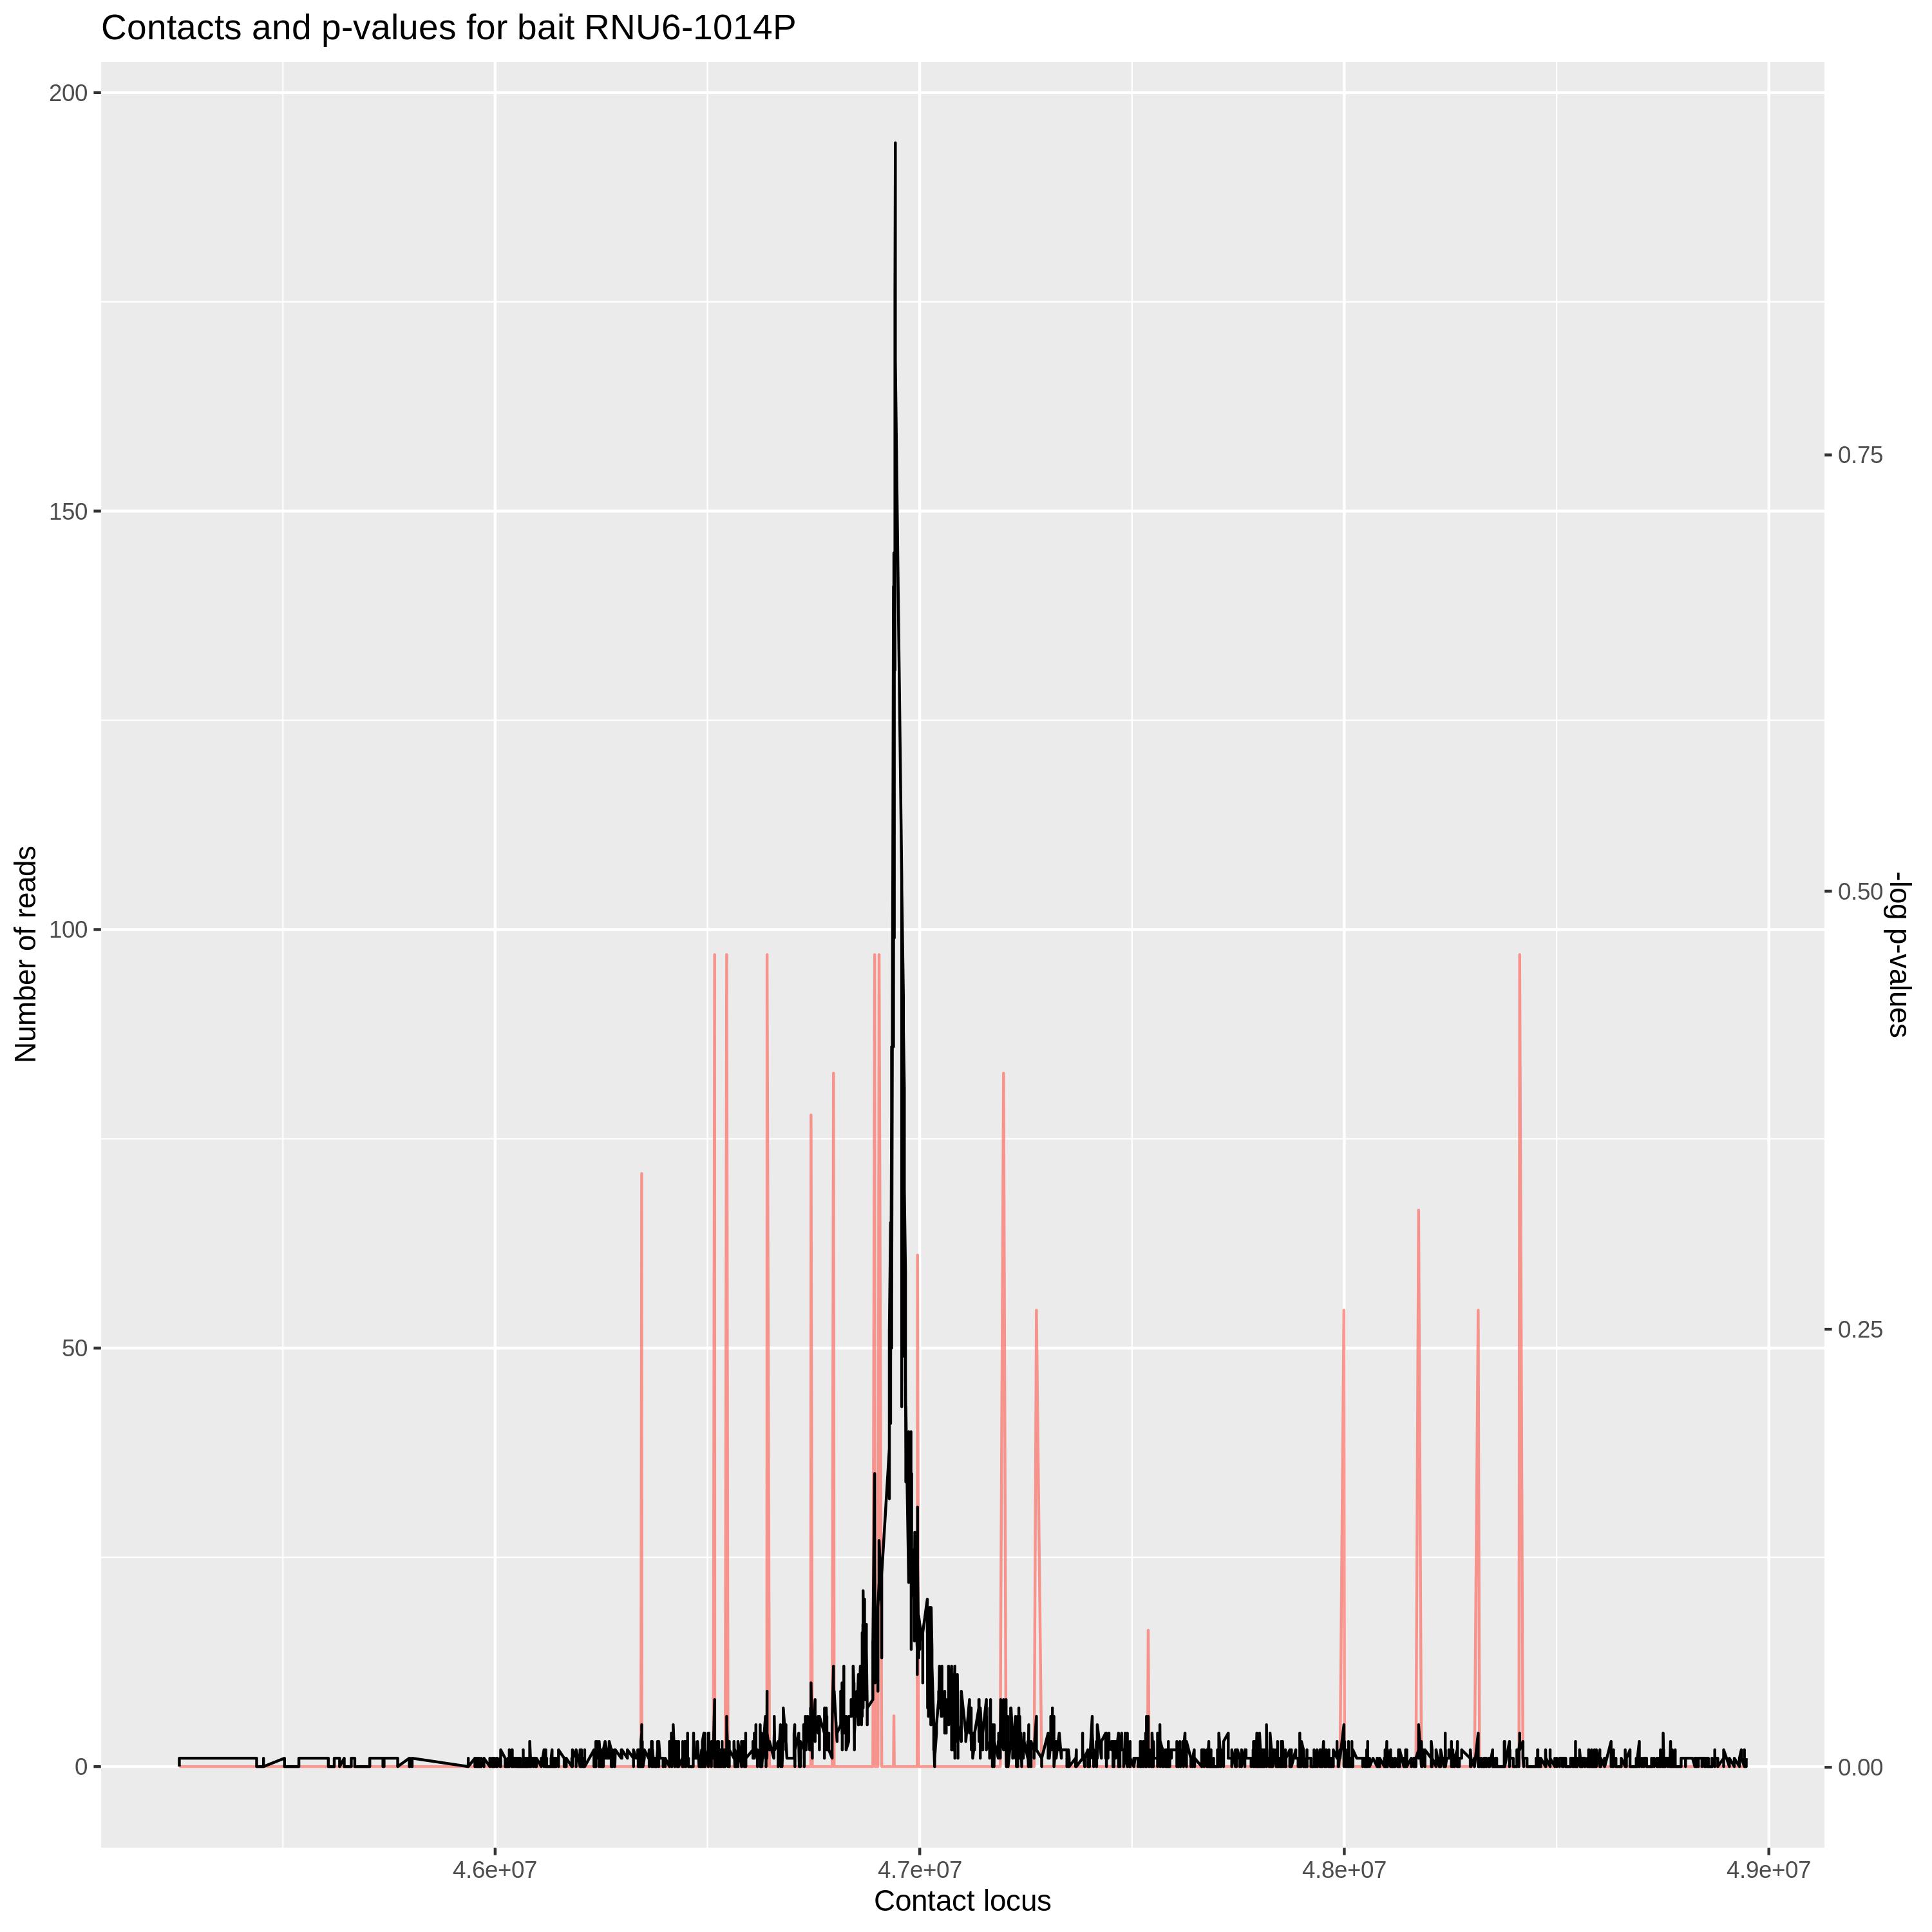 Contacts and p-values for bait RNU6-1014P
200
150
100
50
0
Number of reads
0.75
0.50
0.25
0.00
-log p-values
4.6e+07
4.7e+07
4.8e+07
4.9e+07
Contact locus